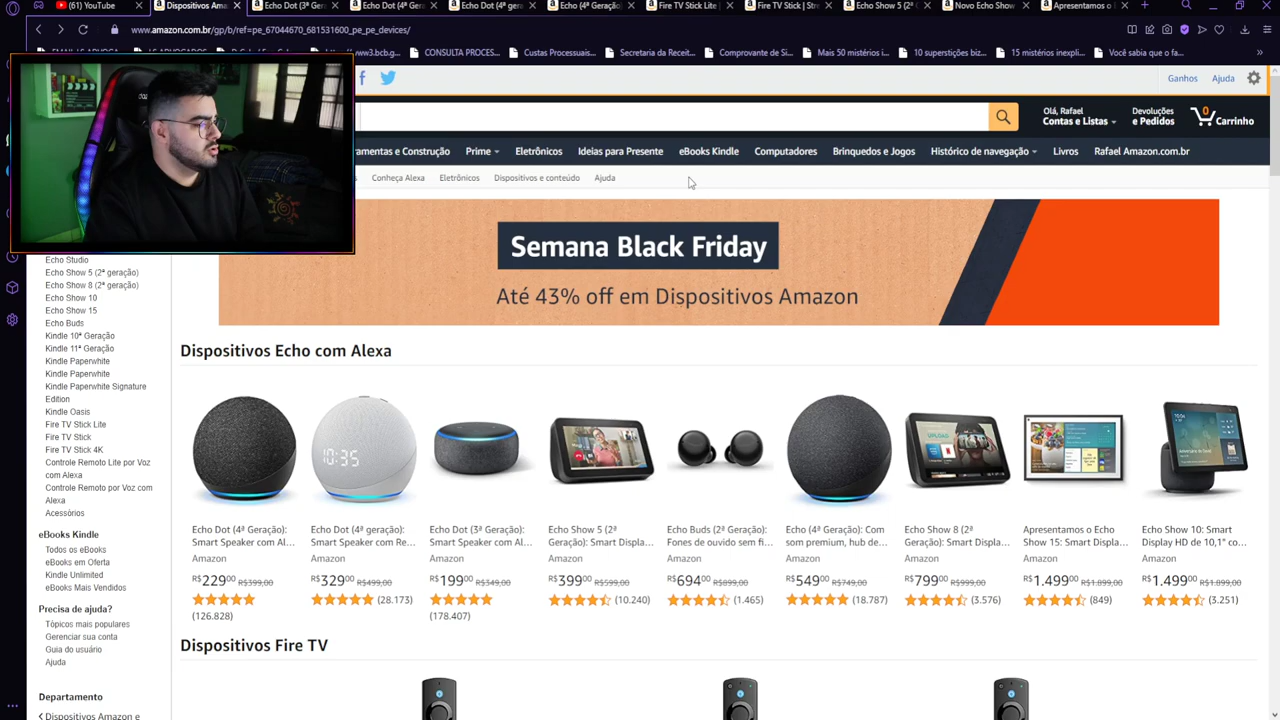 (61) YouTube
Dispositivos Ama
Echo Dot (3ª Ger
Echo Dot (4ª Ger
Echo Dot (4ª ger
Echo (4ª Geração)
Fire TV Stick Lite
Fire TV Stick | Str
Echo Show 5 (2ª
Novo Echo Show
Apresentamos o
www.amazon.com.br/gp/b/ref=pe_67044670_681531600_pe_pe_devices/
CONSULTA PROCES...
Custas Processuais...
Secretaria da Receit...
Comprovante de Si...
Mais 50 mistérios i...
10 superstições biz...
15 mistérios inexpli...
Você sabia que o fa...
Ganhos
Ajuda
Olá, Rafael
Contas e Listas
Devoluções
e Pedidos
0
Carrinho
ramentas e Construção
Prime
Eletrônicos
Ideias para Presente
eBooks Kindle
Computadores
Brinquedos e Jogos
Histórico de navegação
Livros
Rafael Amazon.com.br
Conheça Alexa
Eletrônicos
Dispositivos e conteúdo
Ajuda
Semana Black Friday
Até 43% off em Dispositivos Amazon
Echo Studio
Echo Show 5 (2ª geração)
Echo Show 8 (2ª geração)
Echo Show 10
Echo Show 15
Echo Buds
Kindle 10ª Geração
Kindle 11ª Geração
Kindle Paperwhite
Kindle Paperwhite
Kindle Paperwhite Signature
Edition
Kindle Oasis
Fire TV Stick Lite
Fire TV Stick
Fire TV Stick 4K
Controle Remoto Lite por Voz
com Alexa
Controle Remoto por Voz com
Alexa
Acessórios
eBooks Kindle
Todos os eBooks
eBooks em Oferta
Kindle Unlimited
eBooks Mais Vendidos
Precisa de ajuda?
Tópicos mais populares
Gerenciar sua conta
Guia do usuário
Ajuda
Departamento
Dispositivos Amazon e
Dispositivos Echo com Alexa
10:35
Echo Dot (4ª Geração):
Smart Speaker com Al...
Amazon
R$229,00 R$399,00
(126.828)
Echo Dot (4ª geração):
Smart Speaker com Re...
Amazon
R$329,00 R$499,00
(28.173)
Echo Dot (3ª Geração):
Smart Speaker com Al...
Amazon
R$199,00 R$349,00
(178.407)
Echo Show 5 (2ª
Geração): Smart Displa...
Amazon
R$399,00 R$599,00
(10.240)
Echo Buds (2ª Geração):
Fones de ouvido sem fi...
Amazon
R$694,00 R$899,00
(1.465)
Echo (4ª Geração): Com
som premium, hub de...
Amazon
R$549,00 R$749,00
(18.787)
Echo Show 8 (2ª
Geração): Smart Displa...
Amazon
R$799,00 R$999,00
(3.576)
Apresentamos o Echo
Show 15: Smart Displa...
Amazon
R$1.499,00 R$1.899,00
(849)
Echo Show 10: Smart
Display HD de 10,1" co...
Amazon
R$1.499,00 R$1.899,00
(3.251)
Dispositivos Fire TV